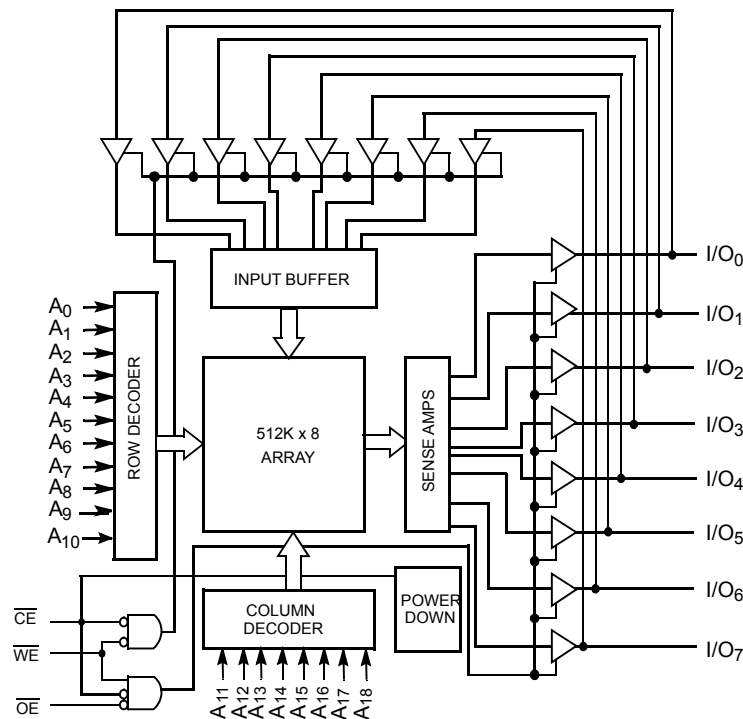 INPUT BUFFER
A0
A1
A2
A3
A4
A5
A6
A7
A8
A9
A10
ROW DECODER
512K x 8
ARRAY
SENSE AMPS
I/O0
I/O1
I/O2
I/O3
I/O4
I/O5
I/O6
I/O7
CE
WE
OE
COLUMN
DECODER
POWER
DOWN
A11
A12
A13
A14
A15
A16
A17
A18